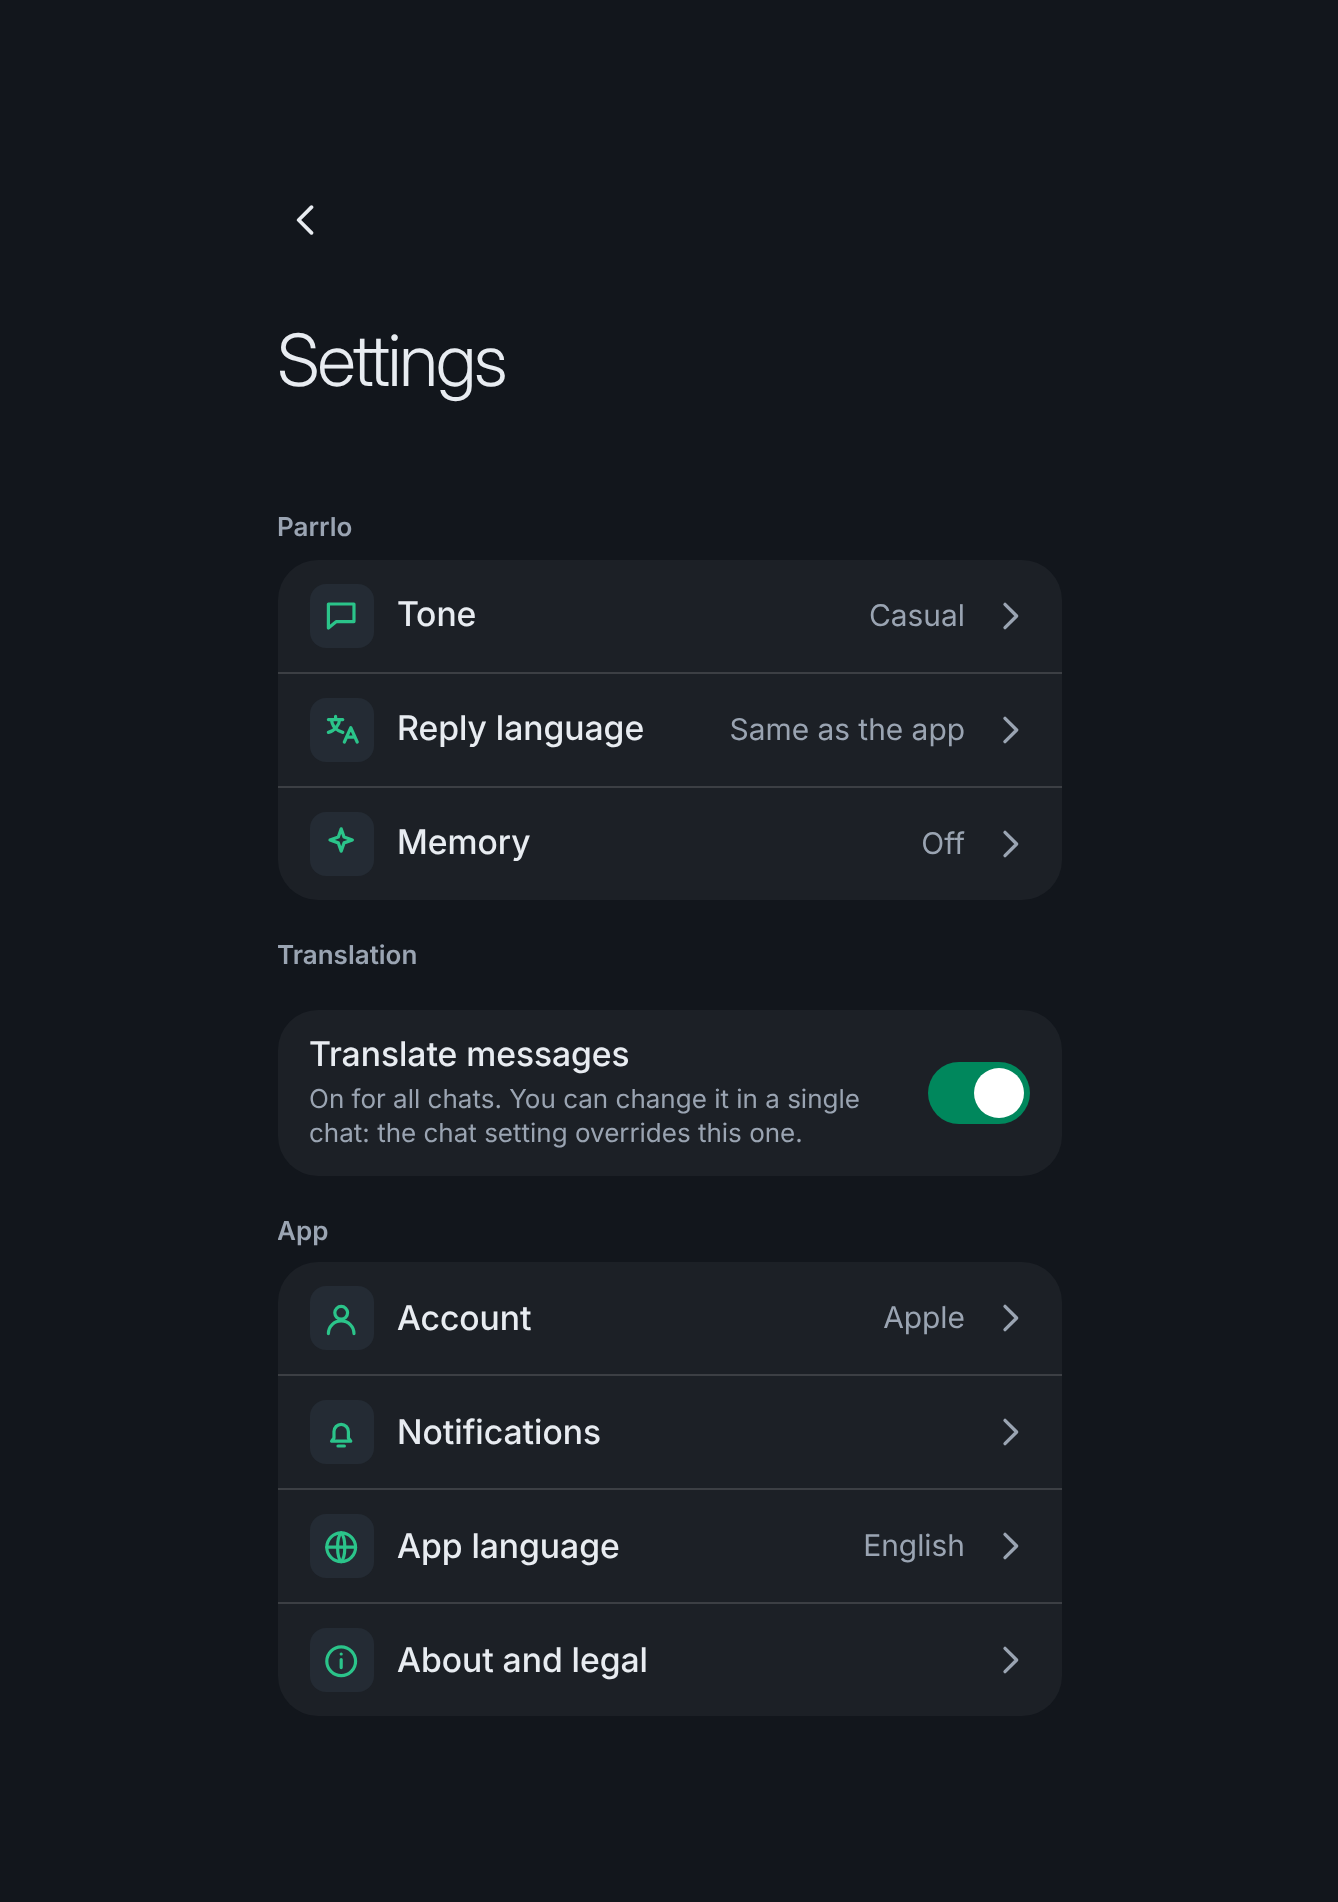 Settings
Parrlo
Tone
Casual
Reply language
Same as the app
Memory
Off
Translation
Translate messages
On for all chats. You can change it in a single
chat: the chat setting overrides this one.
App
Account
Apple
Notifications
App language
English
About and legal